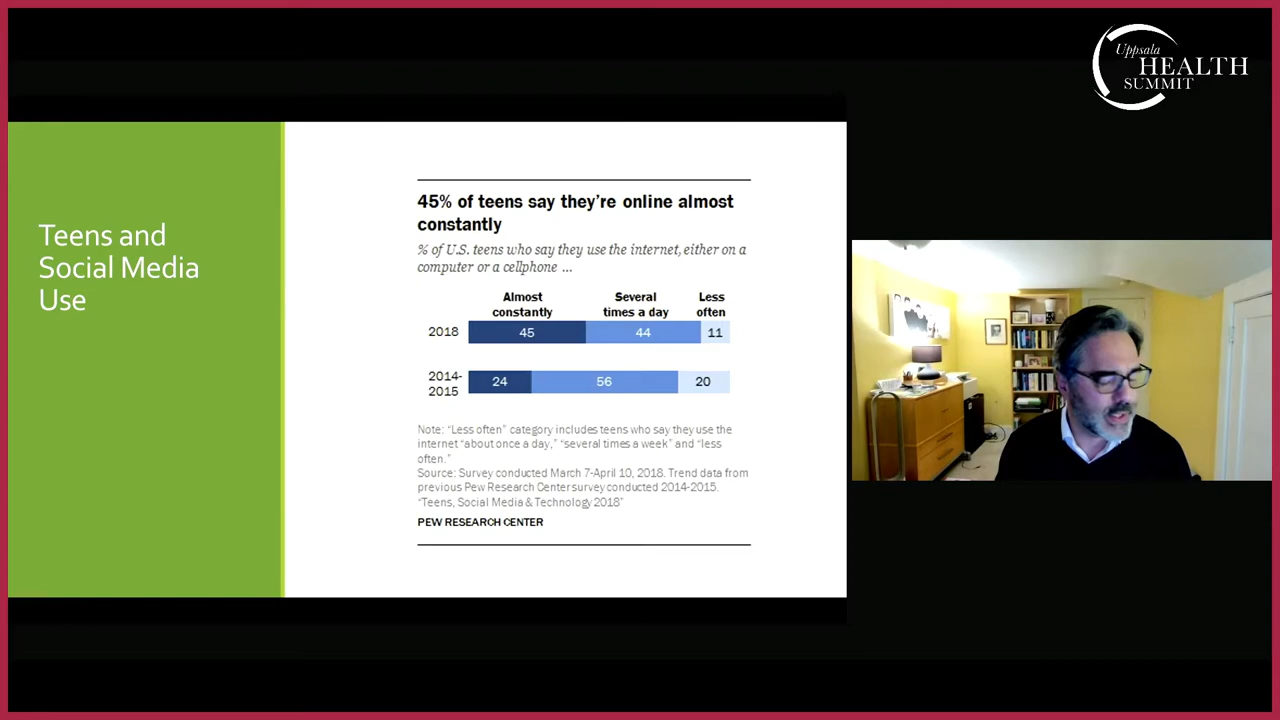 Uppsala
HEALTH
SUMMIT
Teens and
Social Media
Use
45% of teens say they're online almost
constantly
% of U.S. teens who say they use the internet, either on a
computer or a cellphone ...
Almost
constantly
Several
times a day
Less
often
2018 45 44 11
2014-
2015
24 56 20
Note: "Less often" category includes teens who say they use the
internet "about once a day," "several times a week" and "less
often."
Source: Survey conducted March 7-April 10, 2018. Trend data from
previous Pew Research Center survey conducted 2014-2015.
"Teens, Social Media & Technology 2018"
PEW RESEARCH CENTER